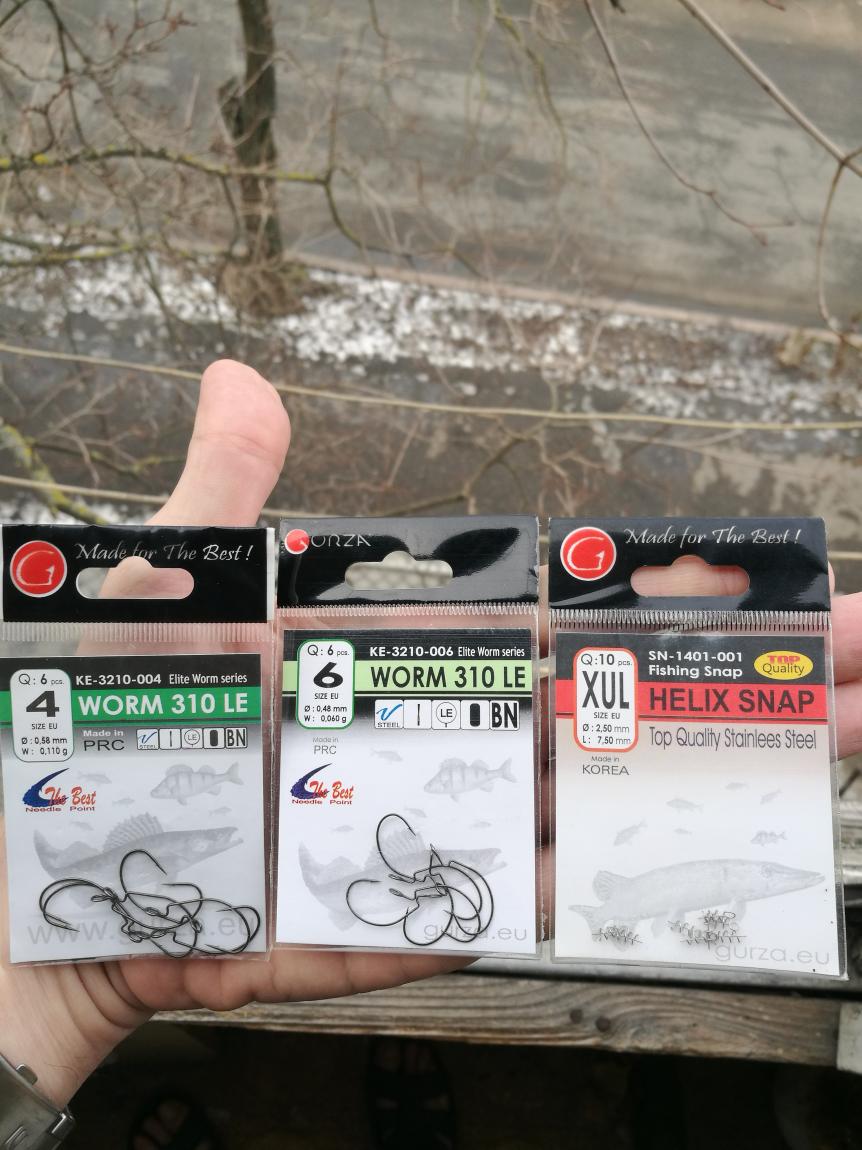 Made for The Best !
Q: 6 pcs.
4
SIZE EU
Ø : 0,58 mm
W : 0,110 g
KE-3210-004 Elite Worm series
WORM 310 LE
Made in
PRC
STEEL
LE
BN
The Best
Needle Point
www.gurza.eu
GURZA
Q: 6 pcs.
6
SIZE EU
Ø : 0,48 mm
W : 0,060 g
KE-3210-006 Elite Worm series
WORM 310 LE
Made in
PRC
STEEL
LE
BN
The Best
Needle Point
gurza.eu
Made for The Best !
Q: 10 pcs.
XUL
SIZE EU
Ø : 2,50 mm
L : 7,50 mm
SN-1401-001
Fishing Snap
TOP
Quality
HELIX SNAP
Top Quality Stainlees Steel
Made in
KOREA
gurza.eu